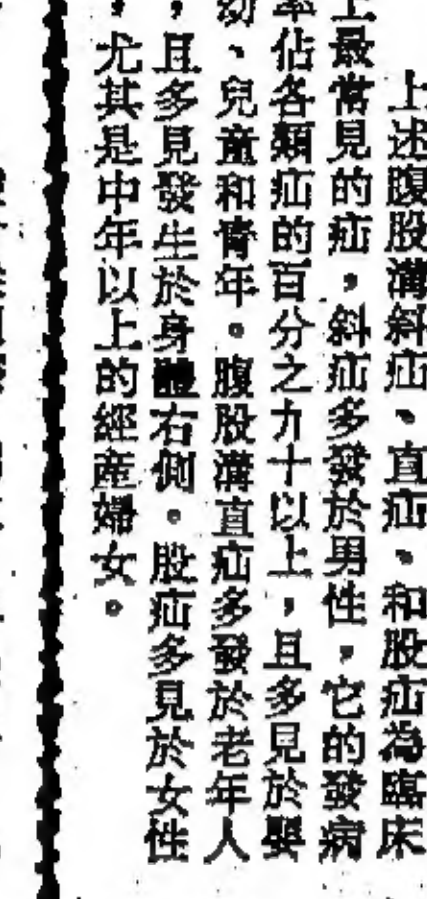 上述腹股溝斜疝、直疝、和股疝為臨床
上最常見的疝，斜疝多發於男性，它的發病
率佔各類疝的百分之九十以上，且多見於嬰
幼、兒童和青年。腹股溝直疝多發於老年人
，且多見發生於身體右側。股疝多見於女性
，尤其是中年以上的經産婦女。